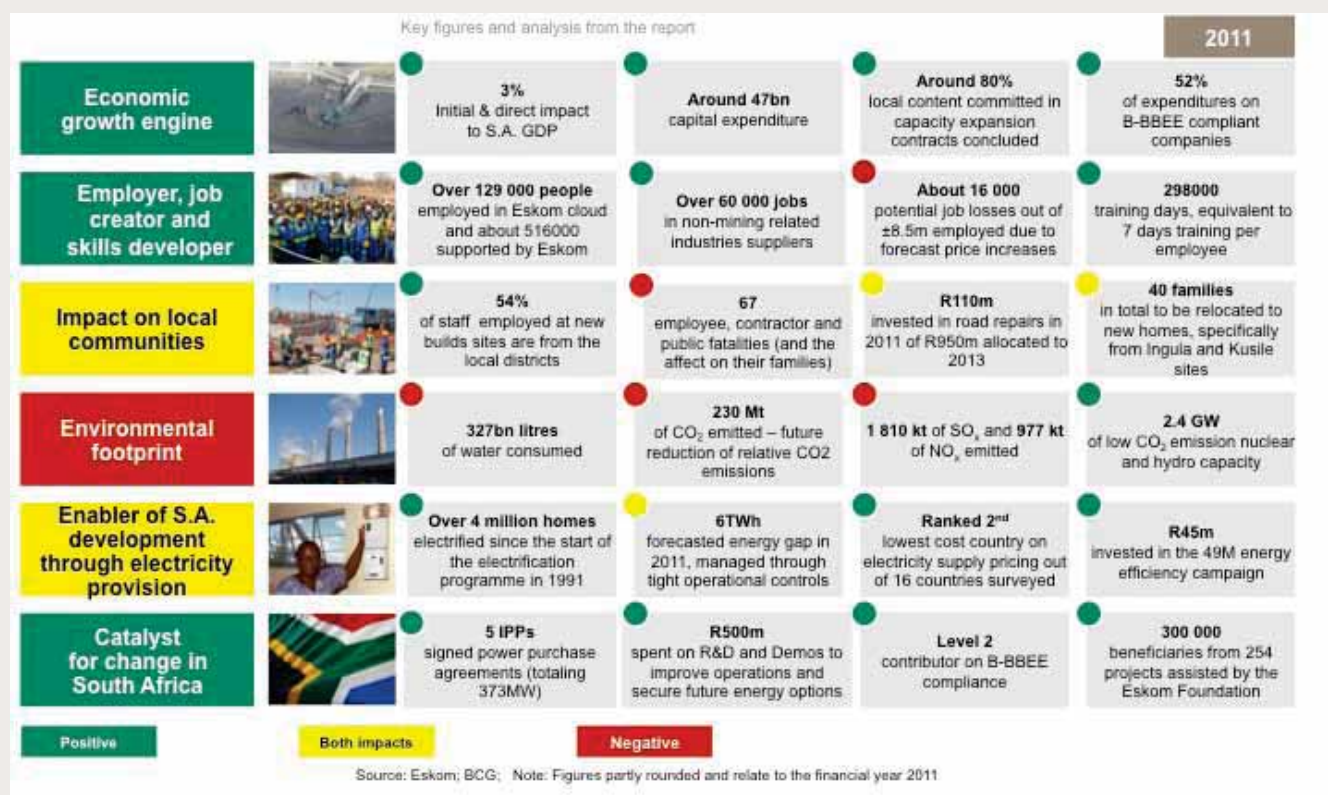 Key figures and analysis from the report
2011
Economic
growth engine
3%
Initial & direct impact
to S.A. GDP
Around 47bn
capital expenditure
Around 80%
local content committed in
capacity expansion
contracts concluded
52%
of expenditures on
B-BBEE compliant
companies
Employer, job
creator and
skills developer
Over 129 000 people
employed in Eskom cloud
and about 516000
supported by Eskom
Over 60 000 jobs
in non-mining related
industries suppliers
About 16 000
potential job losses out of
±8.5m employed due to
forecast price increases
298000
training days, equivalent to
7 days training per
employee
Impact on local
communities
54%
of staff employed at new
builds sites are from the
local districts
67
employee, contractor and
public fatalities (and the
affect on their families)
R110m
invested in road repairs in
2011 of R950m allocated to
2013
40 families
in total to be relocated to
new homes, specifically
from Ingula and Kusile
sites
Environmental
footprint
327bn litres
of water consumed
230 Mt
of CO₂ emitted – future
reduction of relative CO2
emissions
1 810 kt of SOₓ and 977 kt
of NOₓ emitted
2.4 GW
of low CO₂ emission nuclear
and hydro capacity
Enabler of S.A.
development
through electricity
provision
Over 4 million homes
electrified since the start of
the electrification
programme in 1991
6TWh
forecasted energy gap in
2011, managed through
tight operational controls
Ranked 2ⁿᵈ
lowest cost country on
electricity supply pricing out
of 16 countries surveyed
R45m
invested in the 49M energy
efficiency campaign
Catalyst
for change in
South Africa
5 IPPs
signed power purchase
agreements (totaling
373MW)
R500m
spent on R&D and Demos to
improve operations and
secure future energy options
Level 2
contributor on B-BBEE
compliance
300 000
beneficiaries from 254
projects assisted by the
Eskom Foundation
Positive
Both impacts
Negative
Source: Eskom; BCG; Note: Figures partly rounded and relate to the financial year 2011